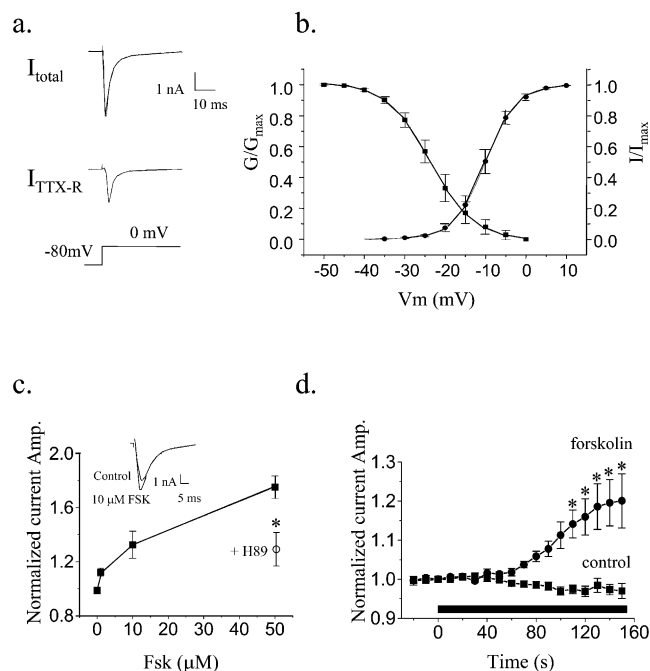 a.
I total
1 nA
10 ms
I TTX-R
0 mV
-80mV
b.
G/Gmax
1.0
0.8
0.6
0.4
0.2
0.0
1.0
0.8
0.6
0.4
0.2
0.0
I/Imax
-50 -40 -30 -20 -10 0 10
Vm (mV)
c.
Normalized current Amp.
2.0
1.6
1.2
0.8
Control
10 μM FSK
1 nA
5 ms
*
+ H89
0 10 20 30 40 50
Fsk (μM)
d.
Normalized current Amp.
1.3
1.2
1.1
1.0
0.9
forskolin
* * * * *
control
0 40 80 120 160
Time (s)